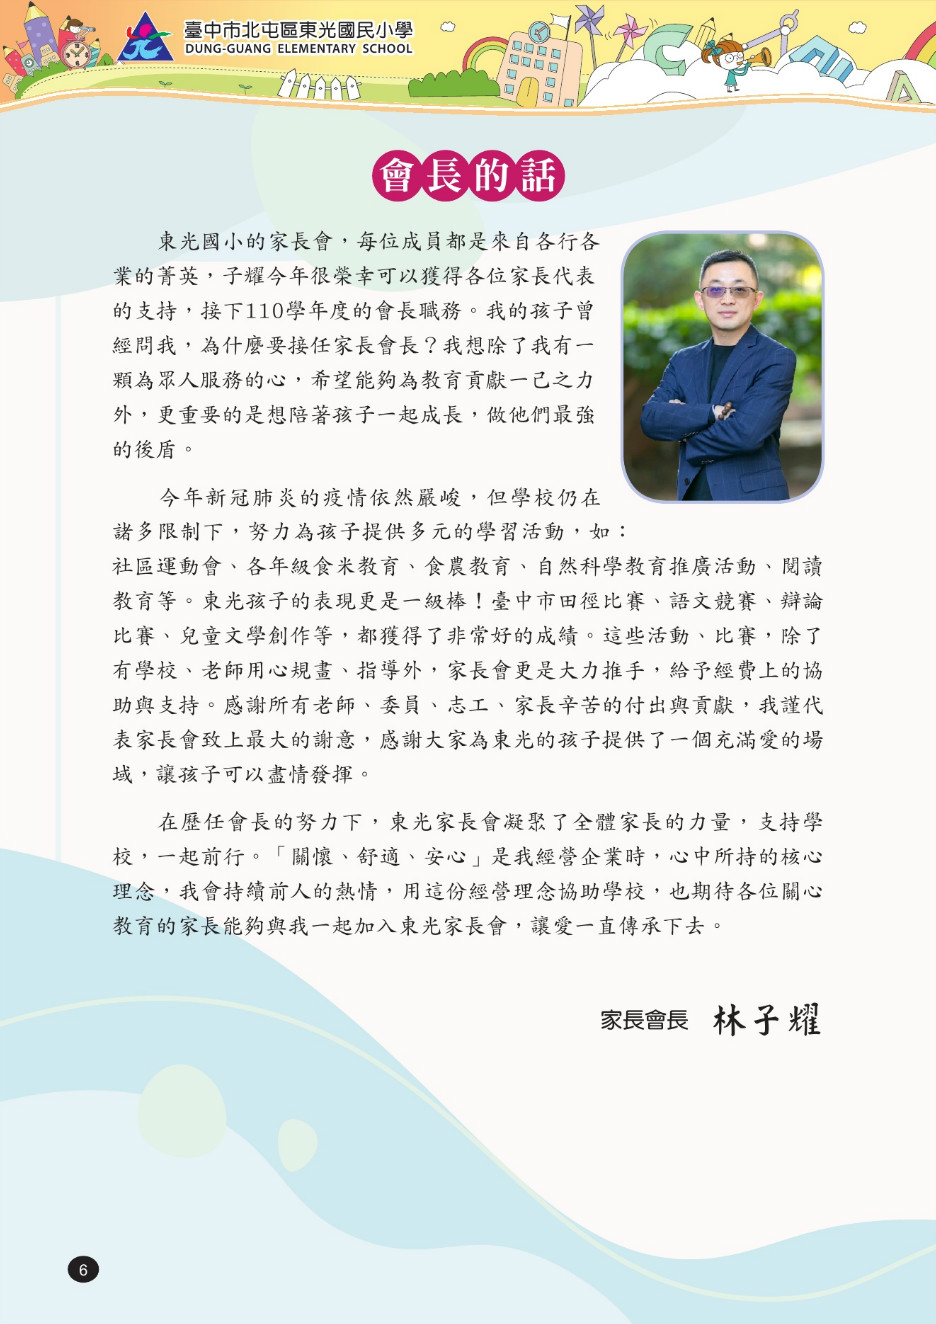 臺中市北屯區東光國民小學
DUNG-GUANG ELEMENTARY SCHOOL
會長的話
東光國小的家長會，每位成員都是來自各行各
業的菁英，子耀今年很榮幸可以獲得各位家長代表
的支持，接下110學年度的會長職務。我的孩子曾
經問我，為什麼要接任家長會長？我想除了我有一
顆為眾人服務的心，希望能夠為教育貢獻一己之力
外，更重要的是想陪著孩子一起成長，做他們最強
的後盾。
今年新冠肺炎的疫情依然嚴峻，但學校仍在
諸多限制下，努力為孩子提供多元的學習活動，如：
社區運動會、各年級食米教育、食農教育、自然科學教育推廣活動、閱讀
教育等。東光孩子的表現更是一級棒！臺中市田徑比賽、語文競賽、辯論
比賽、兒童文學創作等，都獲得了非常好的成績。這些活動、比賽，除了
有學校、老師用心規畫、指導外，家長會更是大力推手，給予經費上的協
助與支持。感謝所有老師、委員、志工、家長辛苦的付出與貢獻，我謹代
表家長會致上最大的謝意，感謝大家為東光的孩子提供了一個充滿愛的場
域，讓孩子可以盡情發揮。
在歷任會長的努力下，東光家長會凝聚了全體家長的力量，支持學
校，一起前行。「關懷、舒適、安心」是我經營企業時，心中所持的核心
理念，我會持續前人的熱情，用這份經營理念協助學校，也期待各位關心
教育的家長能夠與我一起加入東光家長會，讓愛一直傳承下去。
家長會長 林子耀
6